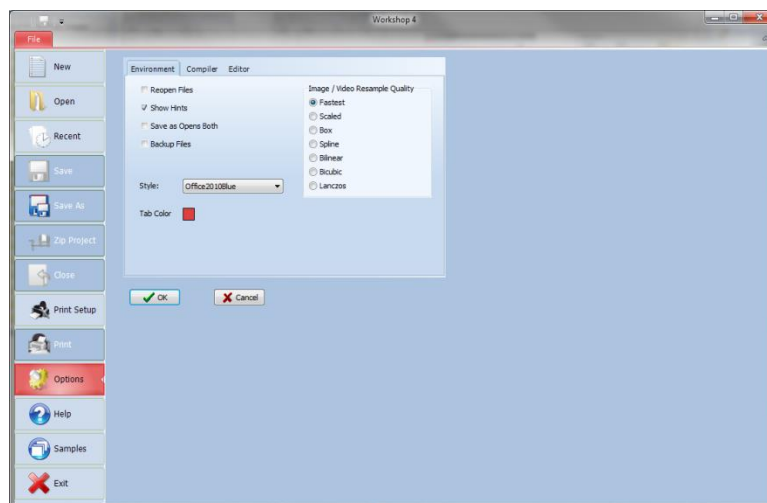 Workshop 4
File
New
Open
Recent
Save
Save As
Zip Project
Close
Print Setup
Print
Options
Help
Samples
Exit
Environment Compiler Editor
Reopen Files
Show Hints
Save as Opens Both
Backup Files
Style: Office2010Blue
Tab Color
Image / Video Resample Quality
Fastest
Scaled
Box
Spline
Bilinear
Bicubic
Lanczos
OK
Cancel